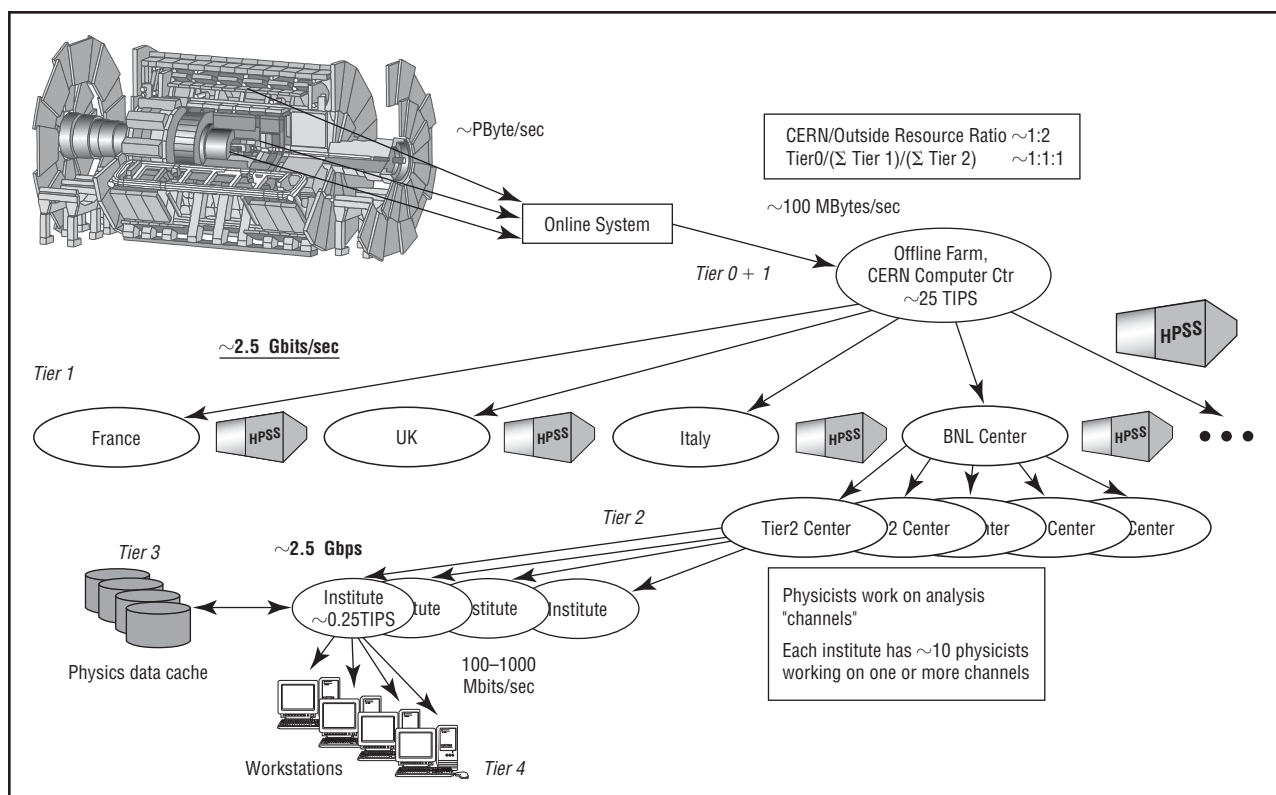 ~PByte/sec
CERN/Outside Resource Ratio ~1:2
Tier0/(Σ Tier 1)/(Σ Tier 2) ~1:1:1
~100 MBytes/sec
Online System
Offline Farm,
CERN Computer Ctr
~25 TIPS
Tier 0 + 1
HPSS
~2.5 Gbits/sec
Tier 1
France
HPSS
UK
HPSS
Italy
HPSS
BNL Center
HPSS
Tier 2
Tier2 Center
2 Center
nter
Center
Center
Tier 3
~2.5 Gbps
Institute
~0.25TIPS
tute
stitute
Institute
Physics data cache
100–1000
Mbits/sec
Physicists work on analysis
"channels"
Each institute has ~10 physicists
working on one or more channels
Workstations
Tier 4